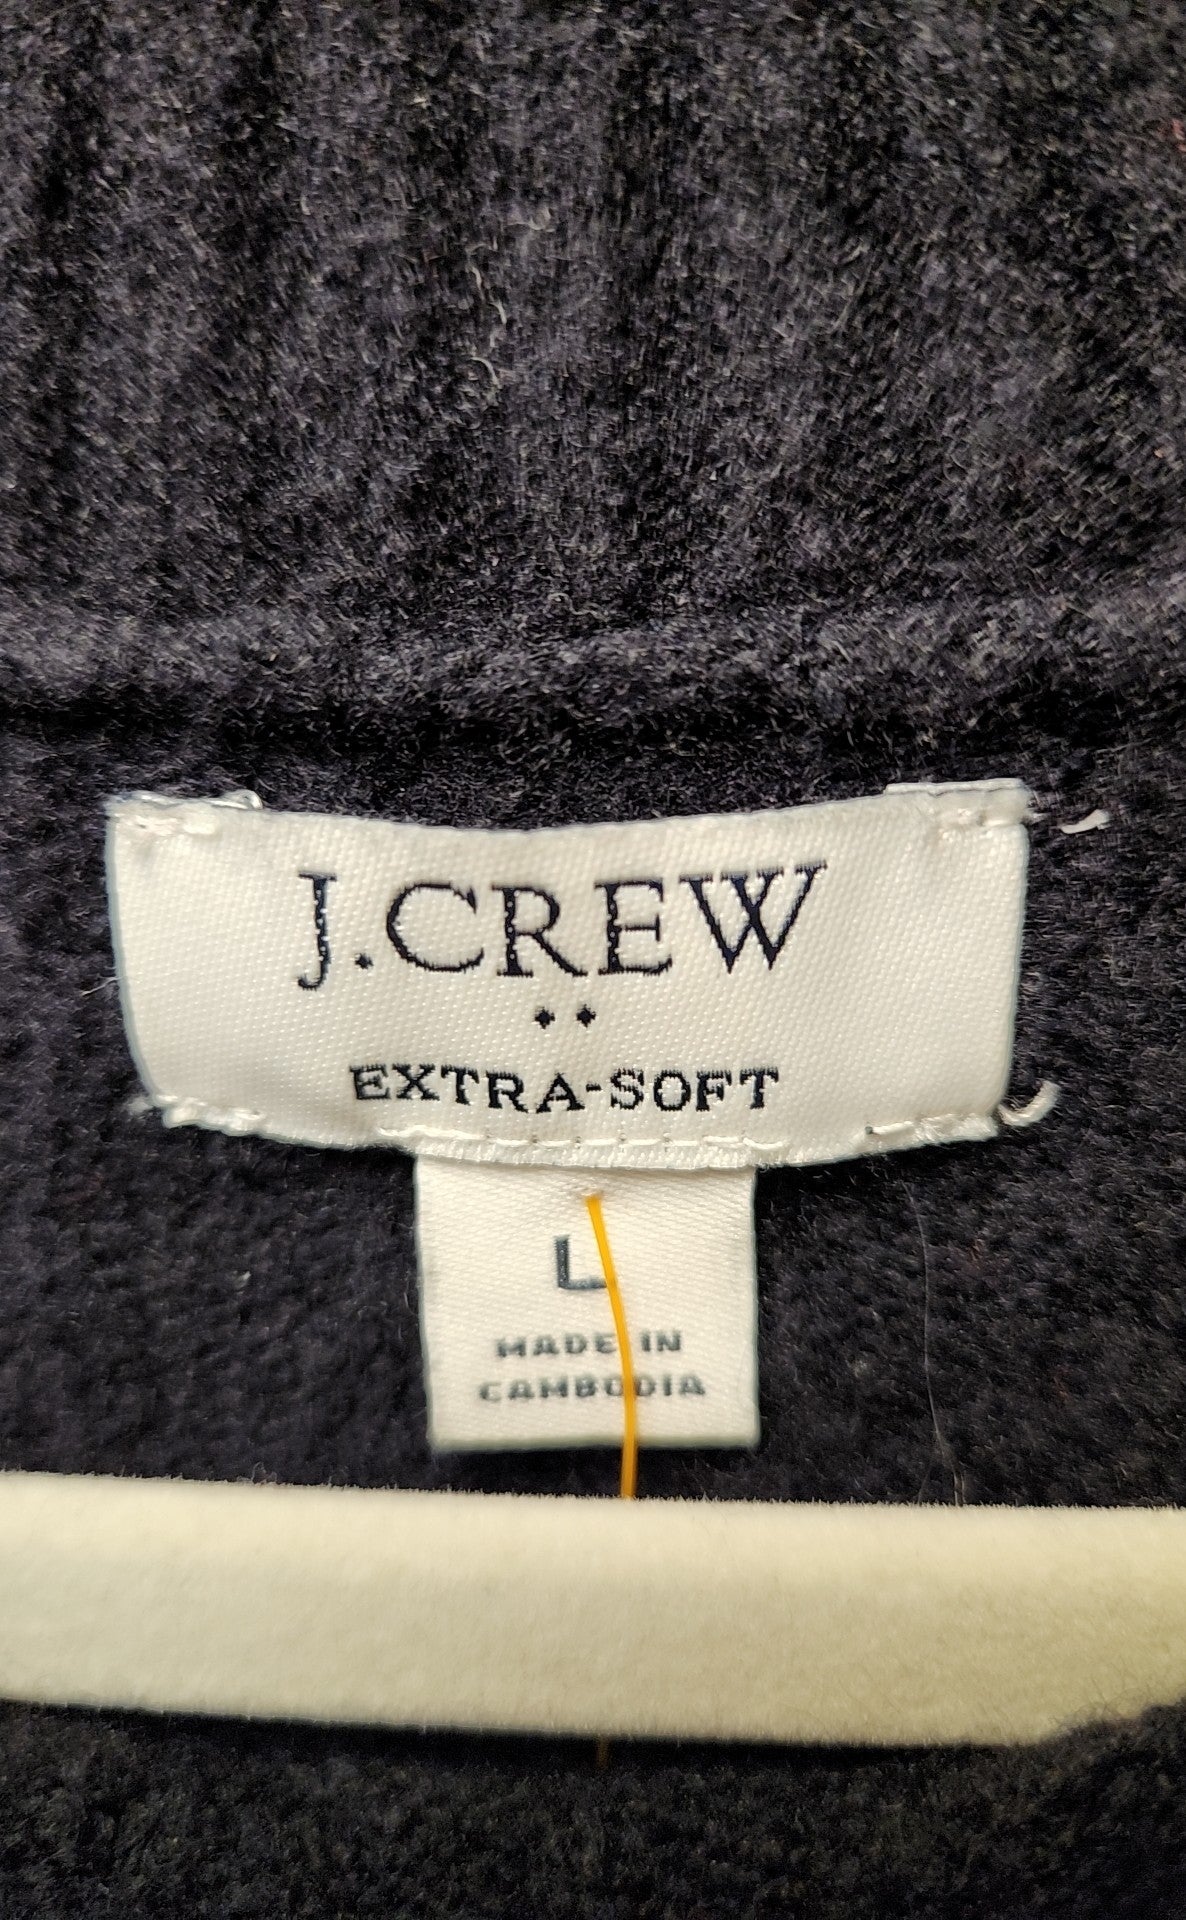 J.CREW
EXTRA-SOFT
L
MADE IN
CAMBODIA